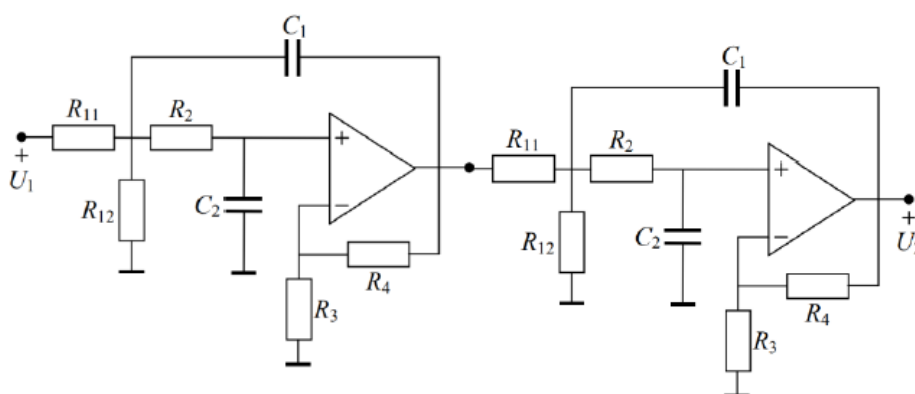 C₁
R₁₁
R₂
+
+
U₁
R₁₂
C₂
−
R₄
R₃
C₁
R₁₁
R₂
+
+
R₁₂
C₂
−
R₄
R₃